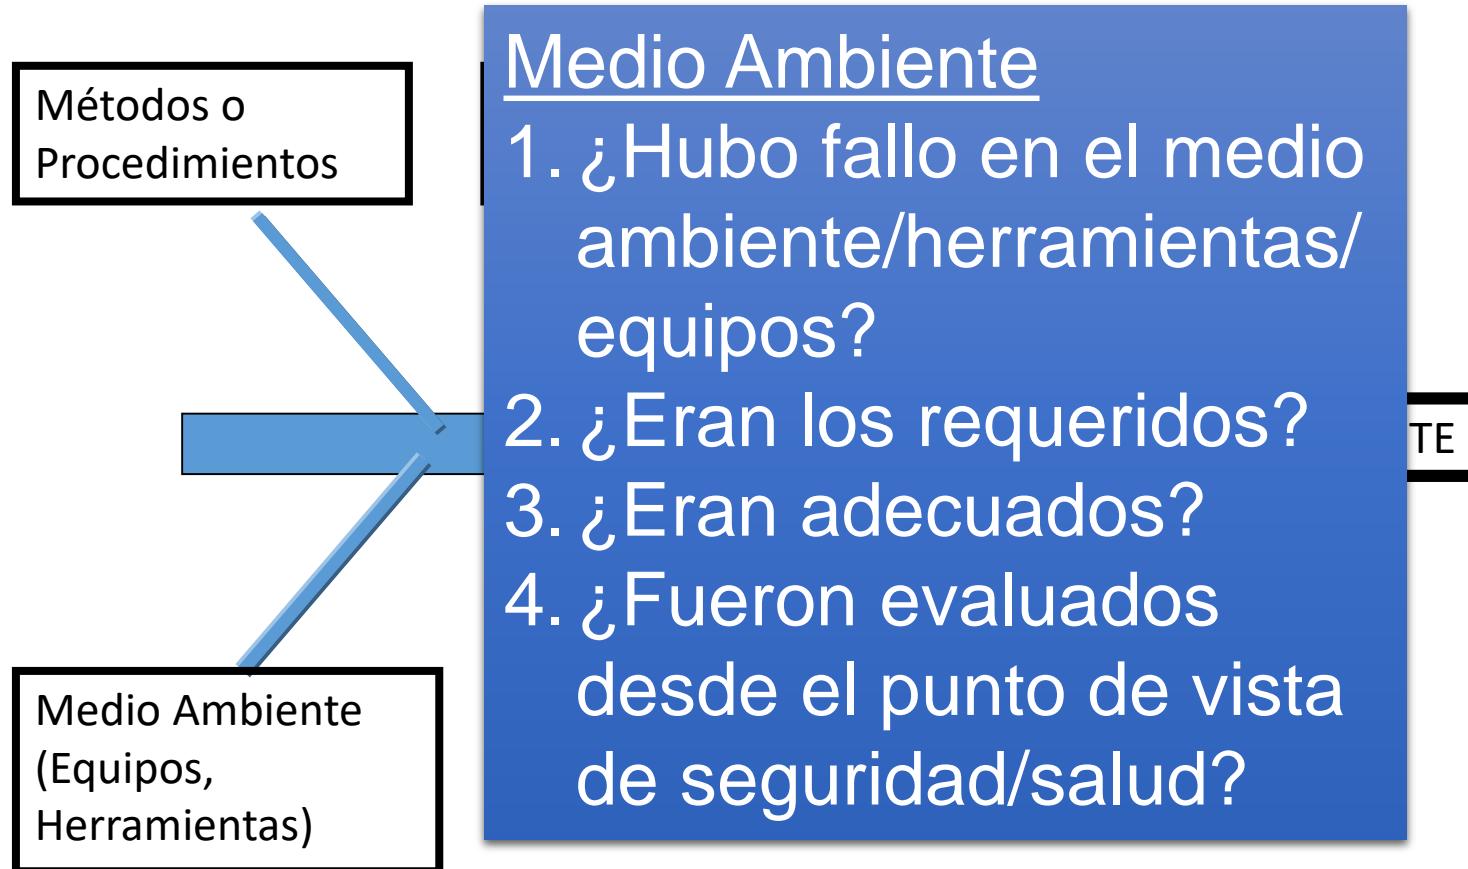 Métodos o
Procedimientos
Medio Ambiente
1. ¿Hubo fallo en el medio
ambiente/herramientas/
equipos?
2. ¿Eran los requeridos?
3. ¿Eran adecuados?
4. ¿Fueron evaluados
desde el punto de vista
de seguridad/salud?
TE
Medio Ambiente
(Equipos,
Herramientas)